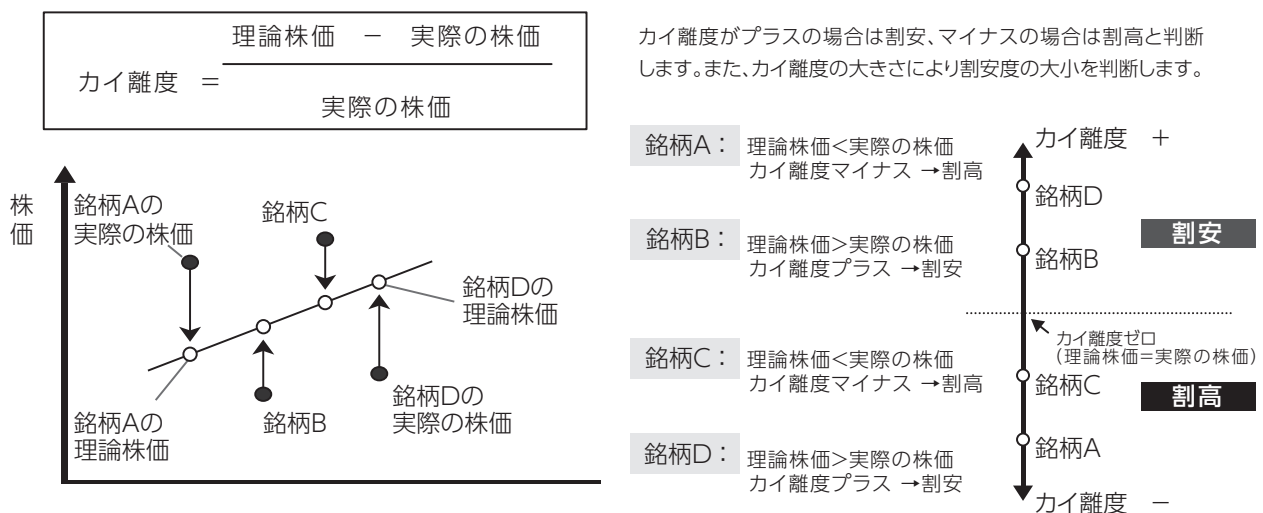 理論株価 − 実際の株価
カイ離度 =
実際の株価
カイ離度がプラスの場合は割安、マイナスの場合は割高と判断
します。また、カイ離度の大きさにより割安度の大小を判断します。
株
価
銘柄Aの
実際の株価
銘柄C
銘柄Dの
理論株価
銘柄Aの
理論株価
銘柄B
銘柄Dの
実際の株価
銘柄A:
理論株価<実際の株価
カイ離度マイナス →割高
銘柄B:
理論株価>実際の株価
カイ離度プラス →割安
銘柄C:
理論株価<実際の株価
カイ離度マイナス →割高
銘柄D:
理論株価>実際の株価
カイ離度プラス →割安
カイ離度 +
銘柄D
割安
銘柄B
カイ離度ゼロ
(理論株価=実際の株価)
銘柄C
割高
銘柄A
カイ離度 −